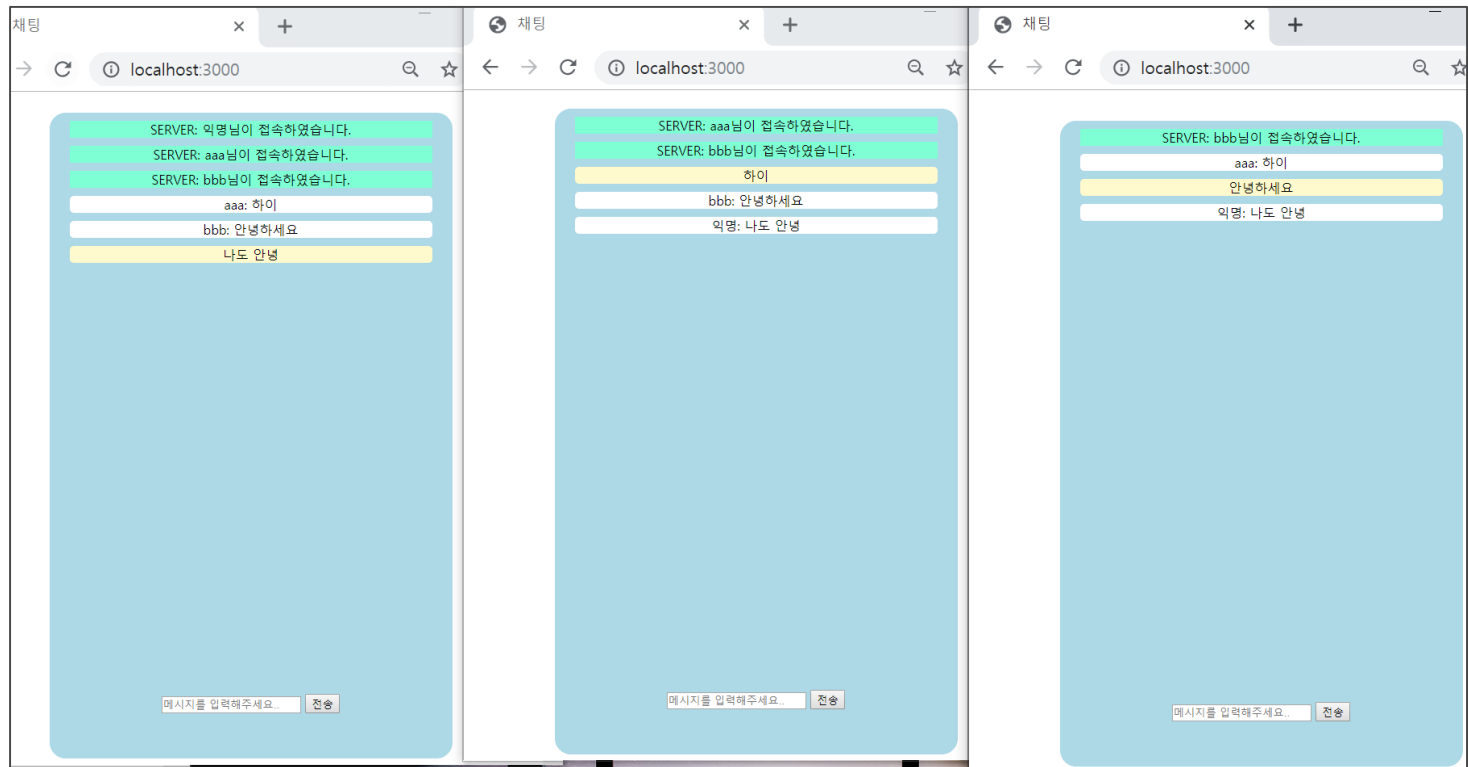 채팅
localhost:3000
SERVER: 익명님이 접속하였습니다.
SERVER: aaa님이 접속하였습니다.
SERVER: bbb님이 접속하였습니다.
aaa: 하이
bbb: 안녕하세요
나도 안녕
메시지를 입력해주세요..
전송
채팅
localhost:3000
SERVER: aaa님이 접속하였습니다.
SERVER: bbb님이 접속하였습니다.
하이
bbb: 안녕하세요
익명: 나도 안녕
메시지를 입력해주세요..
전송
채팅
localhost:3000
SERVER: bbb님이 접속하였습니다.
aaa: 하이
안녕하세요
익명: 나도 안녕
메시지를 입력해주세요..
전송